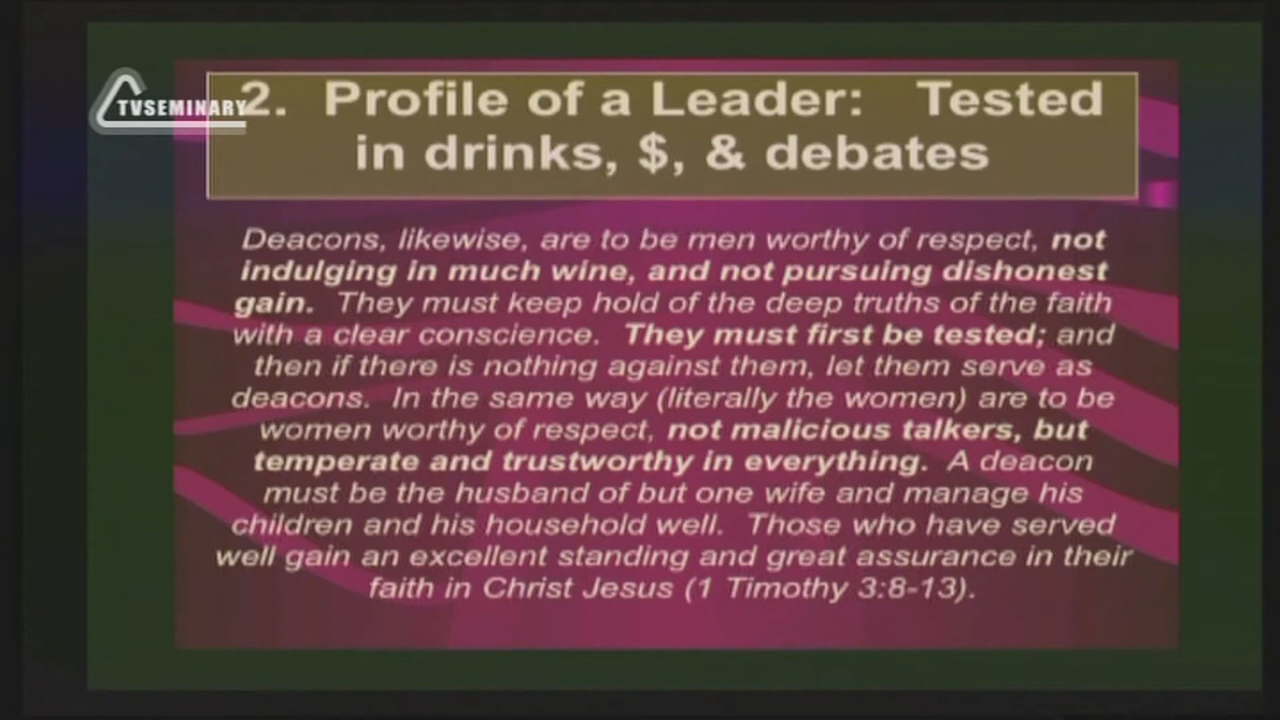 TVSEMINARY
2. Profile of a Leader: Tested
in drinks, $, & debates
Deacons, likewise, are to be men worthy of respect, not
indulging in much wine, and not pursuing dishonest
gain. They must keep hold of the deep truths of the faith
with a clear conscience. They must first be tested; and
then if there is nothing against them, let them serve as
deacons. In the same way (literally the women) are to be
women worthy of respect, not malicious talkers, but
temperate and trustworthy in everything. A deacon
must be the husband of but one wife and manage his
children and his household well. Those who have served
well gain an excellent standing and great assurance in their
faith in Christ Jesus (1 Timothy 3:8-13).